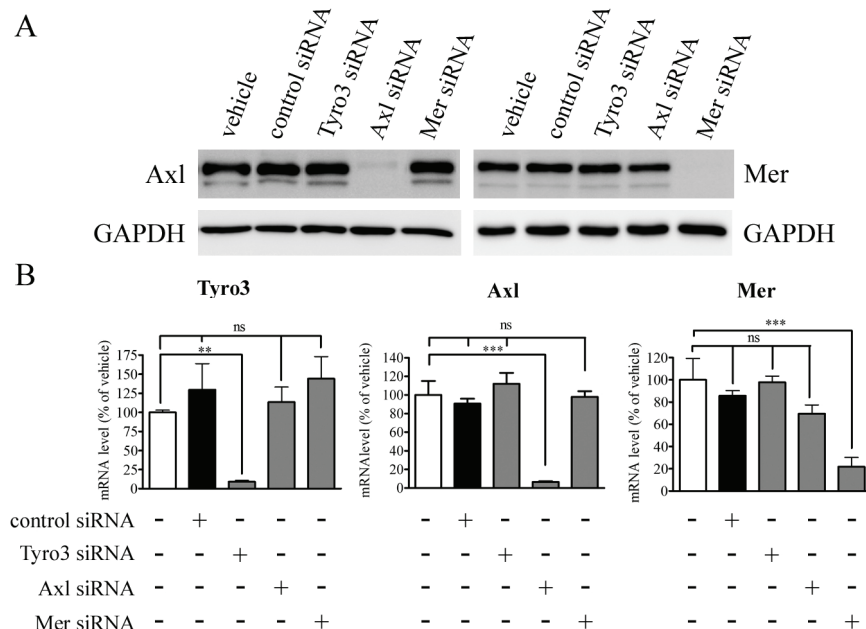 A
vehicle
control siRNA
Tyro3 siRNA
Axl siRNA
Mer siRNA
vehicle
control siRNA
Tyro3 siRNA
Axl siRNA
Mer siRNA
Axl
Mer
GAPDH
GAPDH
B
Tyro3
Axl
Mer
mRNA level (% of vehicle)
175
150
125
100
75
50
25
0
ns
**
mRNAlevel (% of vehicle)
140
120
100
80
60
40
20
0
ns
***
mRNA level (% of vehicle)
120
100
80
60
40
20
0
***
ns
control siRNA - + - - - - + - - - - + - - -
Tyro3 siRNA - - + - - - - + - - - - + - -
Axl siRNA - - - + - - - - + - - - - + -
Mer siRNA - - - - + - - - - + - - - - +